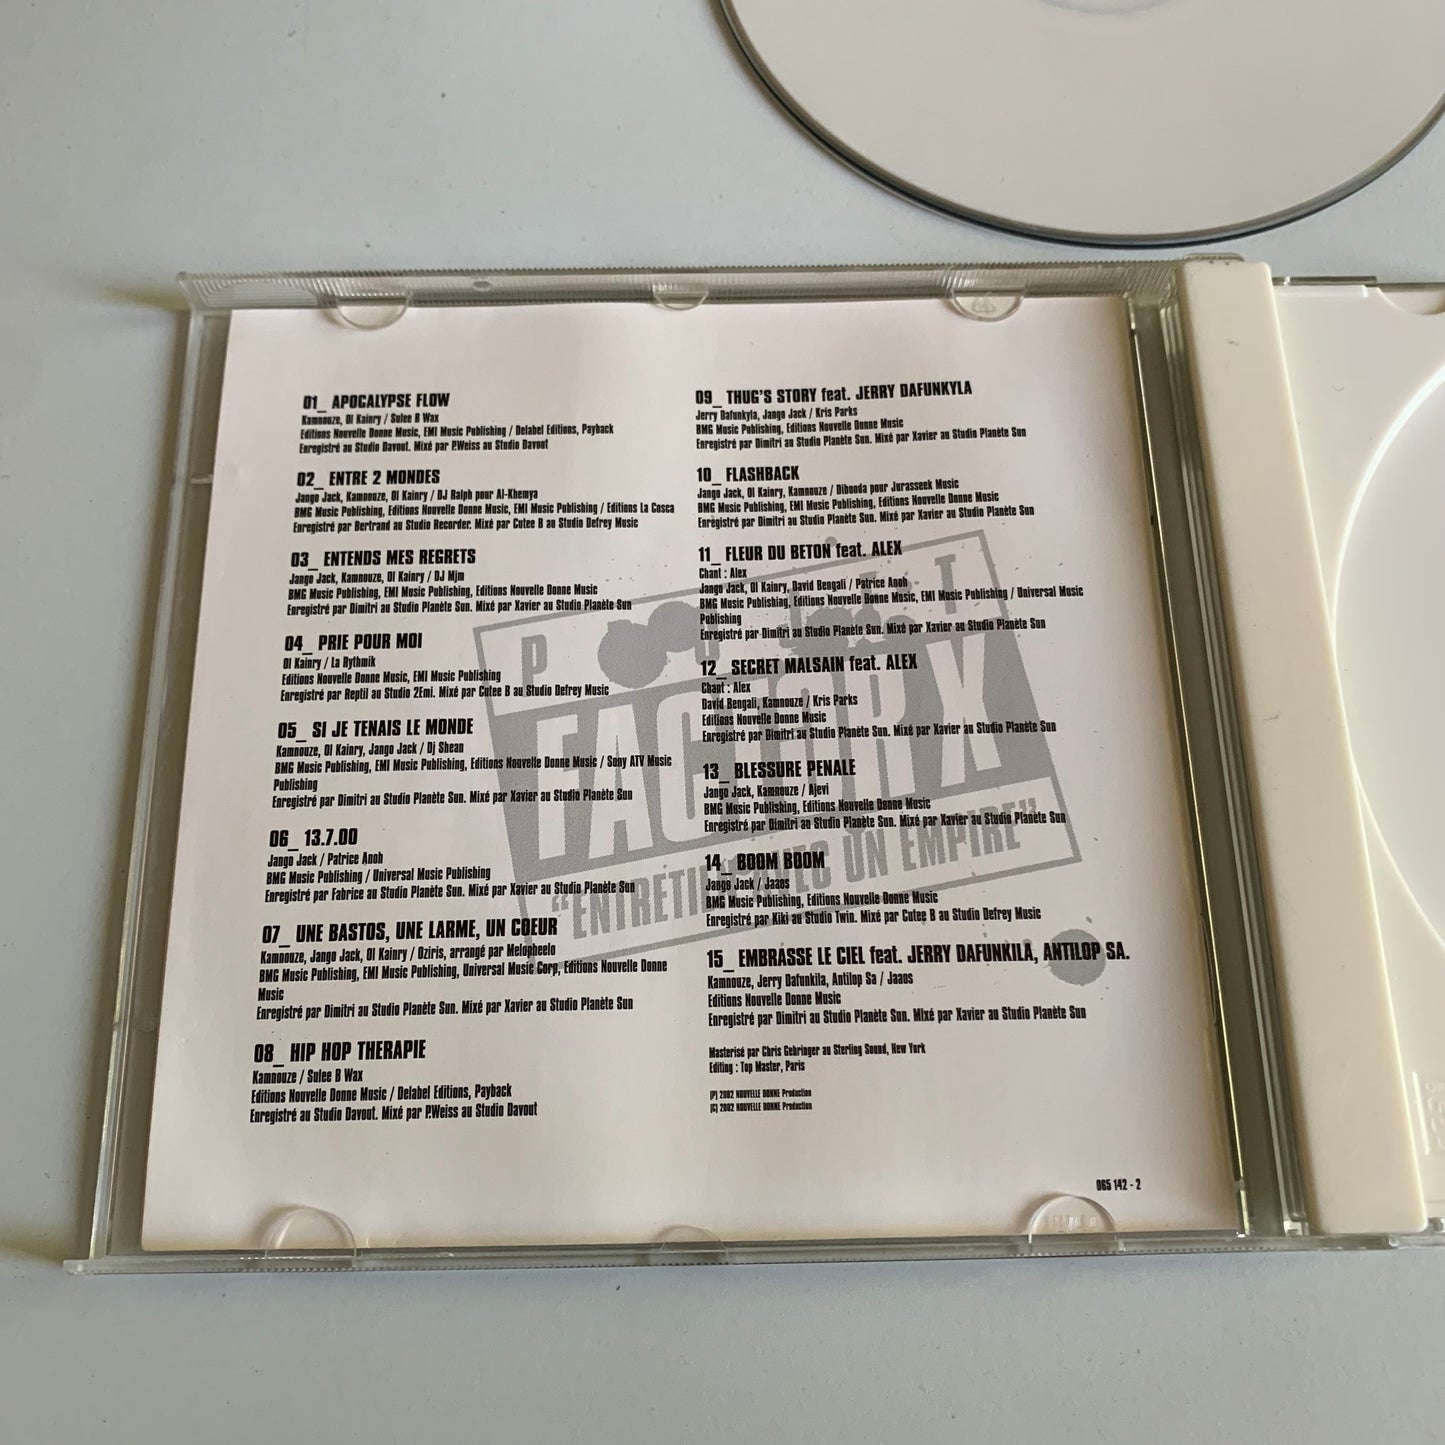 01_ APOCALYPSE FLOW
Kamnouze, Ol Kainry / Sulee B Wax
Editions Nouvelle Donne Music, EMI Music Publishing / Delabel Editions, Payback
Enregistré au Studio Davout. Mixé par P.Weiss au Studio Davout
02_ ENTRE 2 MONDES
Jango Jack, Kamnouze, Ol Kainry / DJ Ralph pour Al-Khemya
BMG Music Publishing, Editions Nouvelle Donne Music, EMI Music Publishing / Editions La Cosca
Enregistré par Bertrand au Studio Recorder. Mixé par Cutee B au Studio Defrey Music
03_ ENTENDS MES REGRETS
Jango Jack, Kamnouze, Ol Kainry / DJ Mjm
BMG Music Publishing, EMI Music Publishing, Editions Nouvelle Donne Music
Enregistré par Dimitri au Studio Planète Sun. Mixé par Xavier au Studio Planète Sun
04_ PRIE POUR MOI
Ol Kainry / La Rythmik
Editions Nouvelle Donne Music, EMI Music Publishing
Enregistré par Reptil au Studio 2Emi. Mixé par Cutee B au Studio Defrey Music
05_ SI JE TENAIS LE MONDE
Kamnouze, Ol Kainry, Jango Jack / Dj Shean
BMG Music Publishing, EMI Music Publishing, Editions Nouvelle Donne Music / Sony ATV Music
Publishing
Enregistré par Dimitri au Studio Planète Sun. Mixé par Xavier au Studio Planète Sun
06_ 13.7.00
Jango Jack / Patrice Anoh
BMG Music Publishing / Universal Music Publishing
Enregistré par Fabrice au Studio Planète Sun. Mixé par Xavier au Studio Planète Sun
07_ UNE BASTOS, UNE LARME, UN COEUR
Kamnouze, Jango Jack, Ol Kainry / Oziris, arrangé par Melopheelo
BMG Music Publishing, EMI Music Publishing, Universal Music Corp, Editions Nouvelle Donne
Music
Enregistré par Dimitri au Studio Planète Sun. Mixé par Xavier au Studio Planète Sun
08_ HIP HOP THERAPIE
Kamnouze / Sulee B Wax
Editions Nouvelle Donne Music / Delabel Editions, Payback
Enregistré au Studio Davout. Mixé par P.Weiss au Studio Davout
09_ THUG'S STORY feat. JERRY DAFUNKYLA
Jerry Dafunkyla, Jango Jack / Kris Parks
BMG Music Publishing, Editions Nouvelle Donne Music
Enregistré par Dimitri au Studio Planète Sun. Mixé par Xavier au Studio Planète Sun
10_ FLASHBACK
Jango Jack, Ol Kainry, Kamnouze / Dibonda pour Jurasseek Music
BMG Music Publishing, EMI Music Publishing, Editions Nouvelle Donne Music
Enregistré par Dimitri au Studio Planète Sun. Mixé par Xavier au Studio Planète Sun
11_ FLEUR DU BETON feat. ALEX
Chant : Alex
Jango Jack, Ol Kainry, David Bengali / Patrice Anoh
BMG Music Publishing, Editions Nouvelle Donne Music, EMI Music Publishing / Universal Music
Publishing
Enregistré par Dimitri au Studio Planète Sun. Mixé par Xavier au Studio Planète Sun
12_ SECRET MALSAIN feat. ALEX
Chant : Alex
David Bengali, Kamnouze / Kris Parks
Editions Nouvelle Donne Music
Enregistré par Dimitri au Studio Planète Sun. Mixé par Xavier au Studio Planète Sun
13_ BLESSURE PENALE
Jango Jack, Kamnouze / Ajevi
BMG Music Publishing, Editions Nouvelle Donne Music
Enregistré par Dimitri au Studio Planète Sun. Mixé par Xavier au Studio Planète Sun
14_ BOOM BOOM
Jango Jack / Jaaos
BMG Music Publishing, Editions Nouvelle Donne Music
Enregistré par Kiki au Studio Twin. Mixé par Cutee B au Studio Defrey Music
15_ EMBRASSE LE CIEL feat. JERRY DAFUNKILA, ANTILOP SA.
Kamnouze, Jerry Dafunkila, Antilop Sa / Jaaos
Editions Nouvelle Donne Music
Enregistré par Dimitri au Studio Planète Sun. Mixé par Xavier au Studio Planète Sun
Masterisé par Chris Gehringer au Sterling Sound, New York
Editing : Top Master, Paris
(P) 2002 NOUVELLE DONNE Production
(C) 2002 NOUVELLE DONNE Production
065 142 - 2
FACTOR X
"ENTRETIEN AVEC UN EMPIRE"